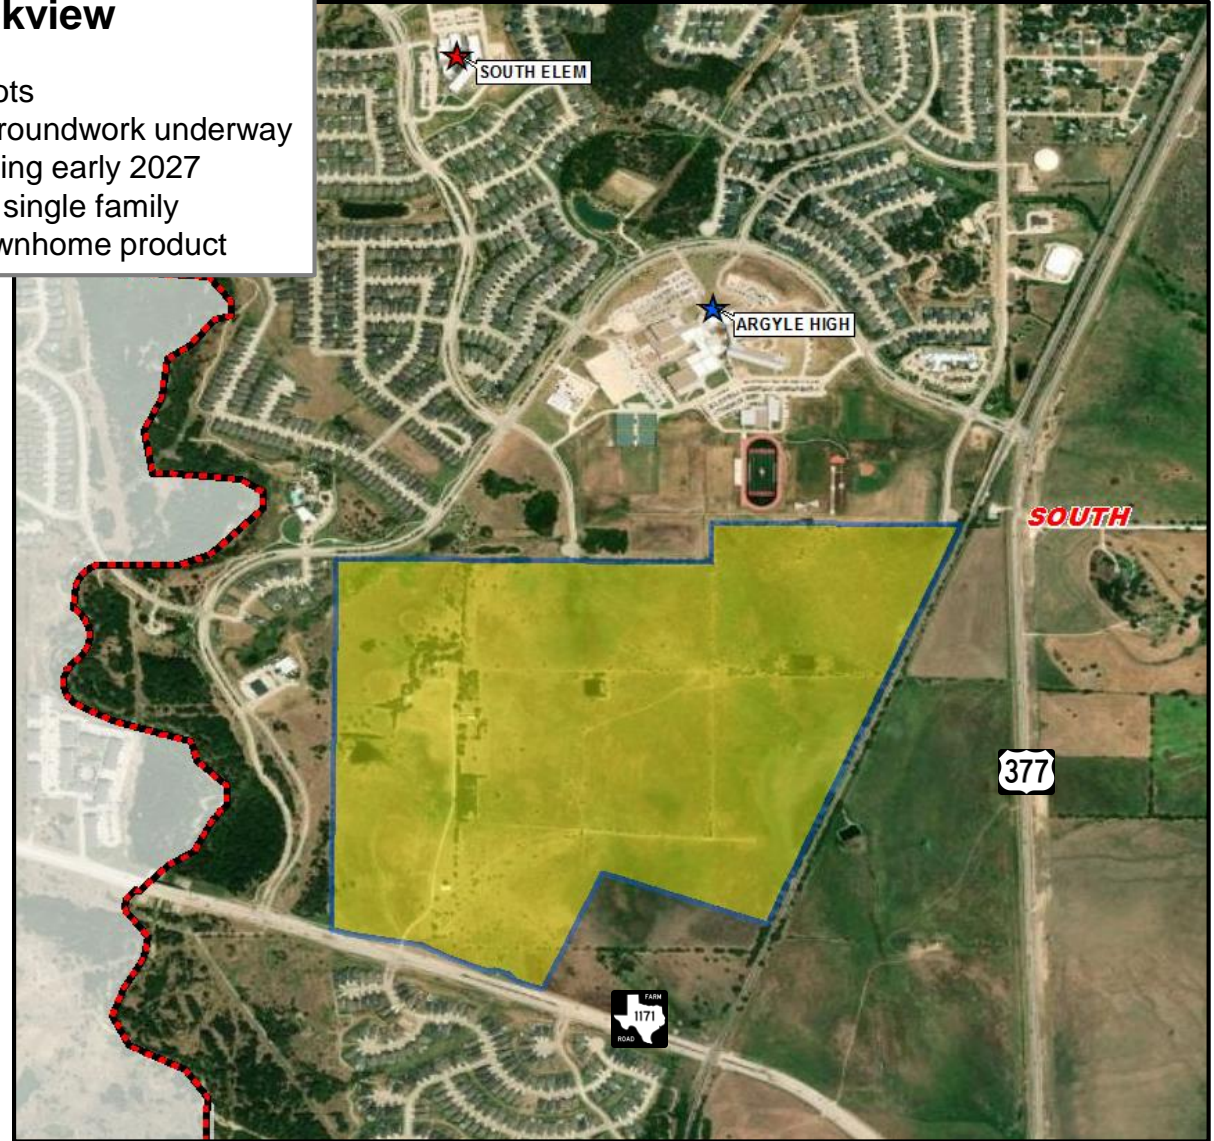 kview
ots
roundwork underway
ing early 2027
single family
wnhome product
SOUTH ELEM
ARGYLE HIGH
SOUTH
377
FARM
1171
ROAD